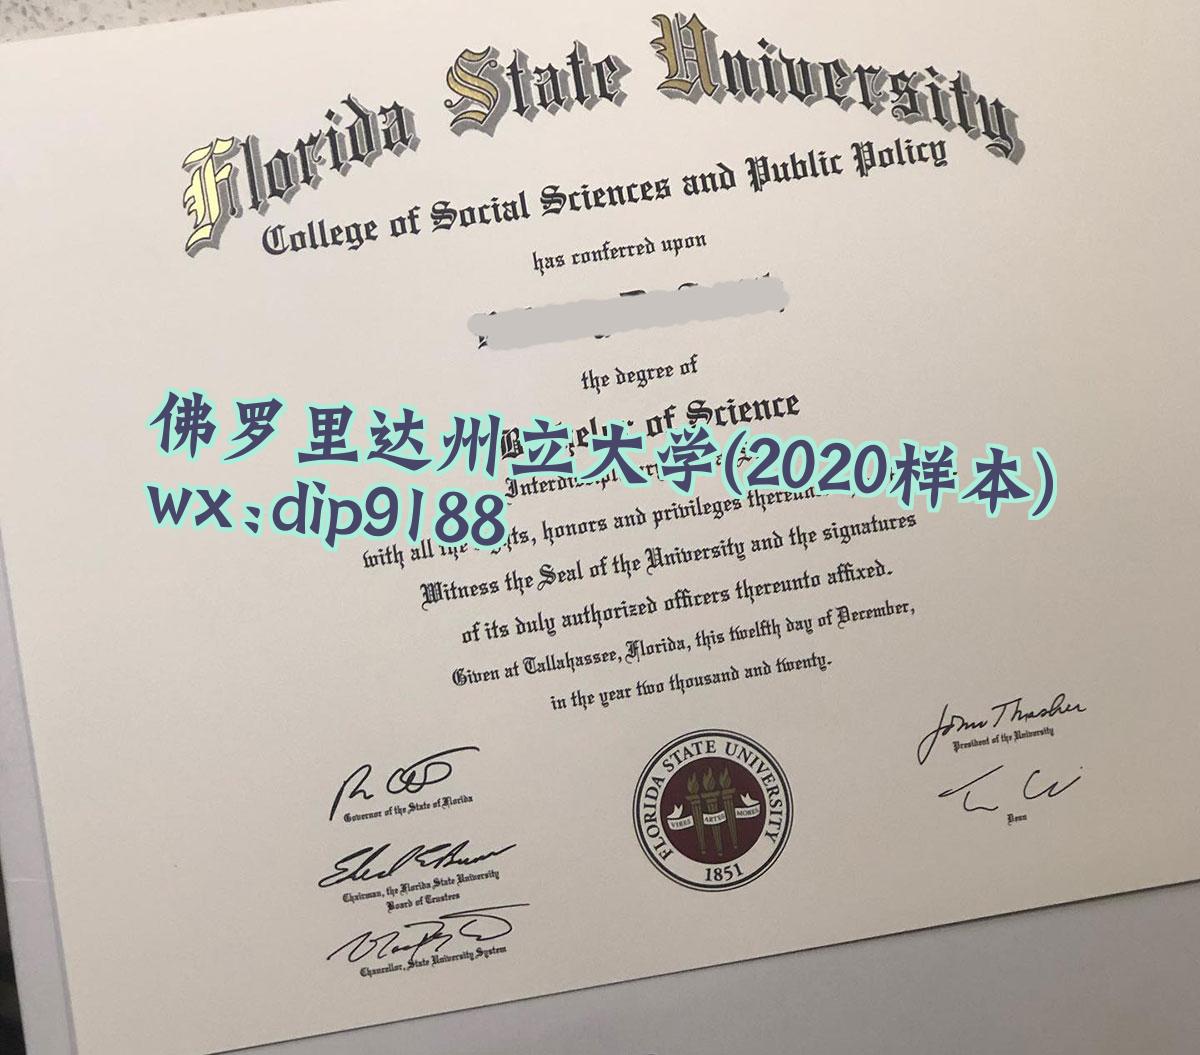 Florida State University
College of Social Sciences and Public Policy
has conferred upon
the degree of
of Science
佛罗里达州立大学(2020样本)
wx:dip9188
with all the honors and privileges
Witness the Seal of the University and the signatures
of its duly authorized officers thereunto affixed.
Given at Tallahassee, Florida, this twelfth day of December,
in the year two thousand and twenty.
John Thrasher
President of the University
Governor of the State of Florida
Dean
Chairman, the Florida State University
Board of Trustees
Chancellor, State University System
FLORIDA STATE UNIVERSITY
VIRES ARTES MORES
1851